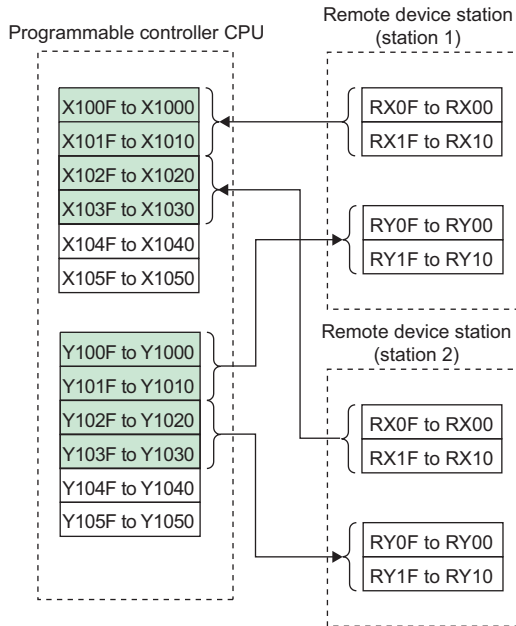 Programmable controller CPU
X100F to X1000
X101F to X1010
X102F to X1020
X103F to X1030
X104F to X1040
X105F to X1050
Y100F to Y1000
Y101F to Y1010
Y102F to Y1020
Y103F to Y1030
Y104F to Y1040
Y105F to Y1050
Remote device station
(station 1)
RX0F to RX00
RX1F to RX10
RY0F to RY00
RY1F to RY10
Remote device station
(station 2)
RX0F to RX00
RX1F to RX10
RY0F to RY00
RY1F to RY10